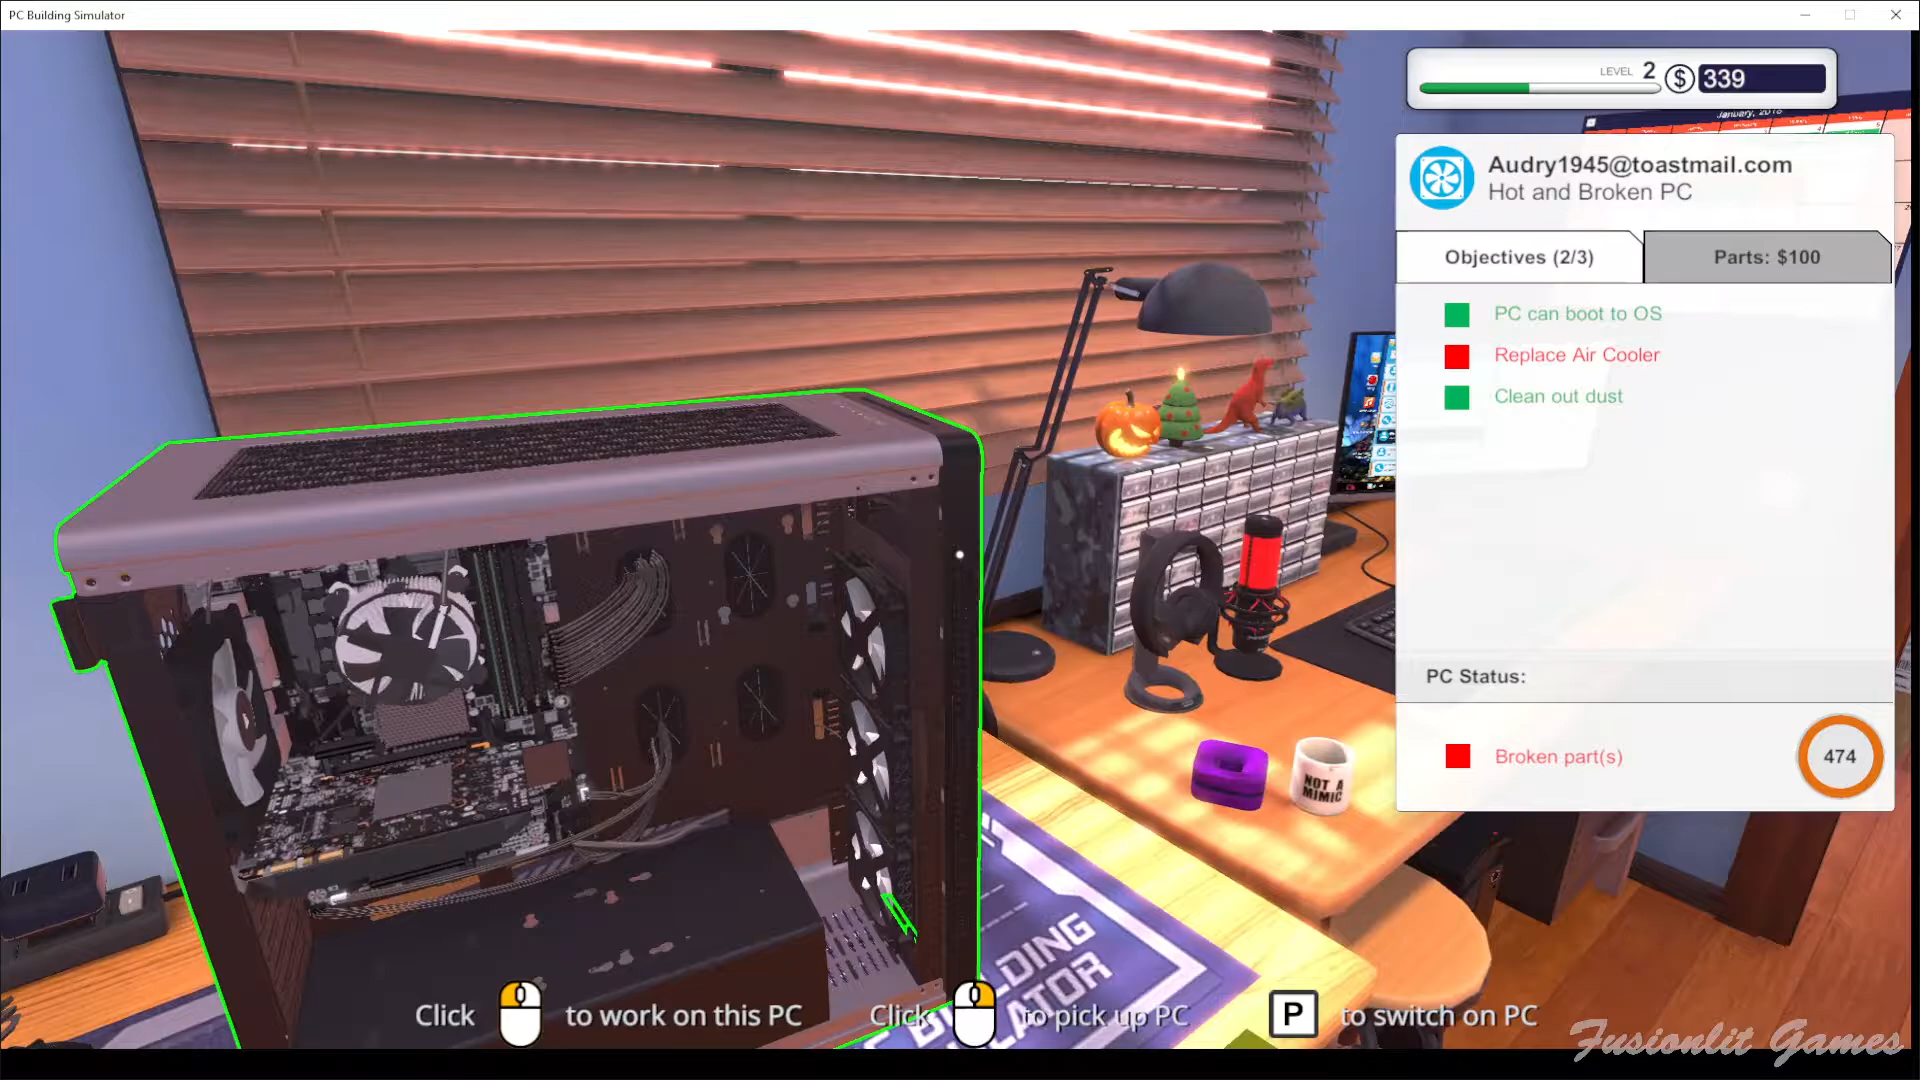 PC Building Simulator
LEVEL 2
$ 339
January, 2018
Audry1945@toastmail.com
Hot and Broken PC
Objectives (2/3)
Parts: $100
PC can boot to OS
Replace Air Cooler
Clean out dust
PC Status:
Broken part(s)
474
NOT A
MIMIC
Click to work on this PC
Click to pick up PC
P to switch on PC
Fusionlit Games